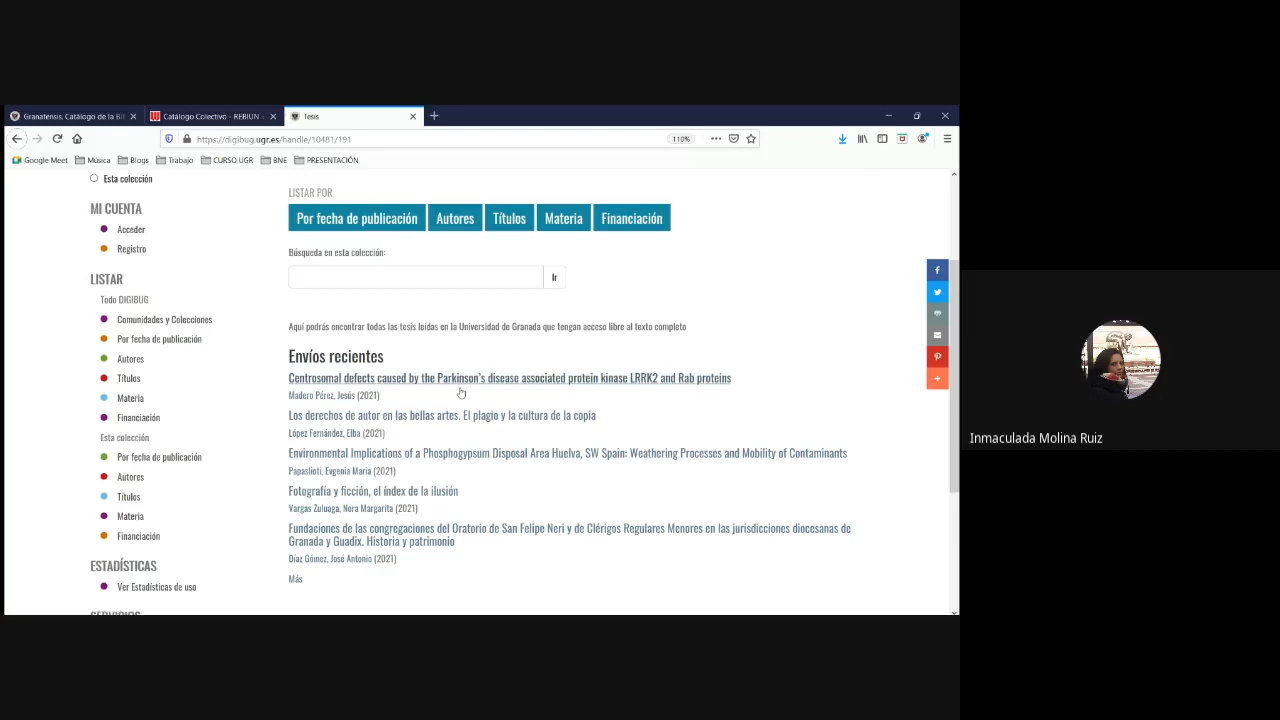 Granatensis, Catálogo de la Bi
Catálogo Colectivo - REBIUN -
Tesis
https://digibug.ugr.es/handle/10481/191
110%
Google Meet
Música
Blogs
Trabajo
CURSO UGR
BNE
PRESENTACIÓN
Esta colección
MI CUENTA
Acceder
Registro
LISTAR
Todo DIGIBUG
Comunidades y Colecciones
Por fecha de publicación
Autores
Títulos
Materia
Financiación
Esta colección
Por fecha de publicación
Autores
Títulos
Materia
Financiación
ESTADÍSTICAS
Ver Estadísticas de uso
SERVICIOS
LISTAR POR
Por fecha de publicación
Autores
Títulos
Materia
Financiación
Búsqueda en esta colección:
Ir
Aquí podrás encontrar todas las tesis leídas en la Universidad de Granada que tengan acceso libre al texto completo
Envíos recientes
Centrosomal defects caused by the Parkinson's disease associated protein kinase LRRK2 and Rab proteins
Madero Pérez, Jesús (2021)
Los derechos de autor en las bellas artes. El plagio y la cultura de la copia
López Fernández, Elba (2021)
Environmental Implications of a Phosphogypsum Disposal Area Huelva, SW Spain: Weathering Processes and Mobility of Contaminants
Papaslioti, Evgenia Maria (2021)
Fotografía y ficción, el índex de la ilusión
Vargas Zuluaga, Nora Margarita (2021)
Fundaciones de las congregaciones del Oratorio de San Felipe Neri y de Clérigos Regulares Menores en las jurisdicciones diocesanas de
Granada y Guadix. Historia y patrimonio
Díaz Gómez, José Antonio (2021)
Más
Inmaculada Molina Ruiz